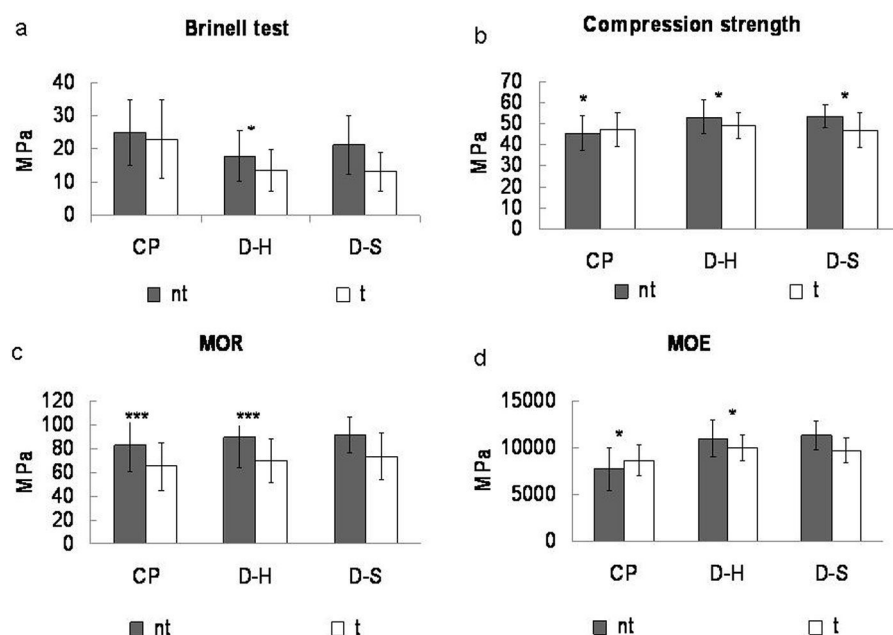 a
Brinell test
40
30
20
10
0
MPa
*
CP D-H D-S
nt t
b
Compression strength
70
60
50
40
30
20
10
0
MPa
* * *
CP D-H D-S
nt t
c
MOR
120
100
80
60
40
20
0
MPa
*** ***
CP D-H D-S
nt t
d
MOE
15000
10000
5000
0
MPa
* *
CP D-H D-S
nt t